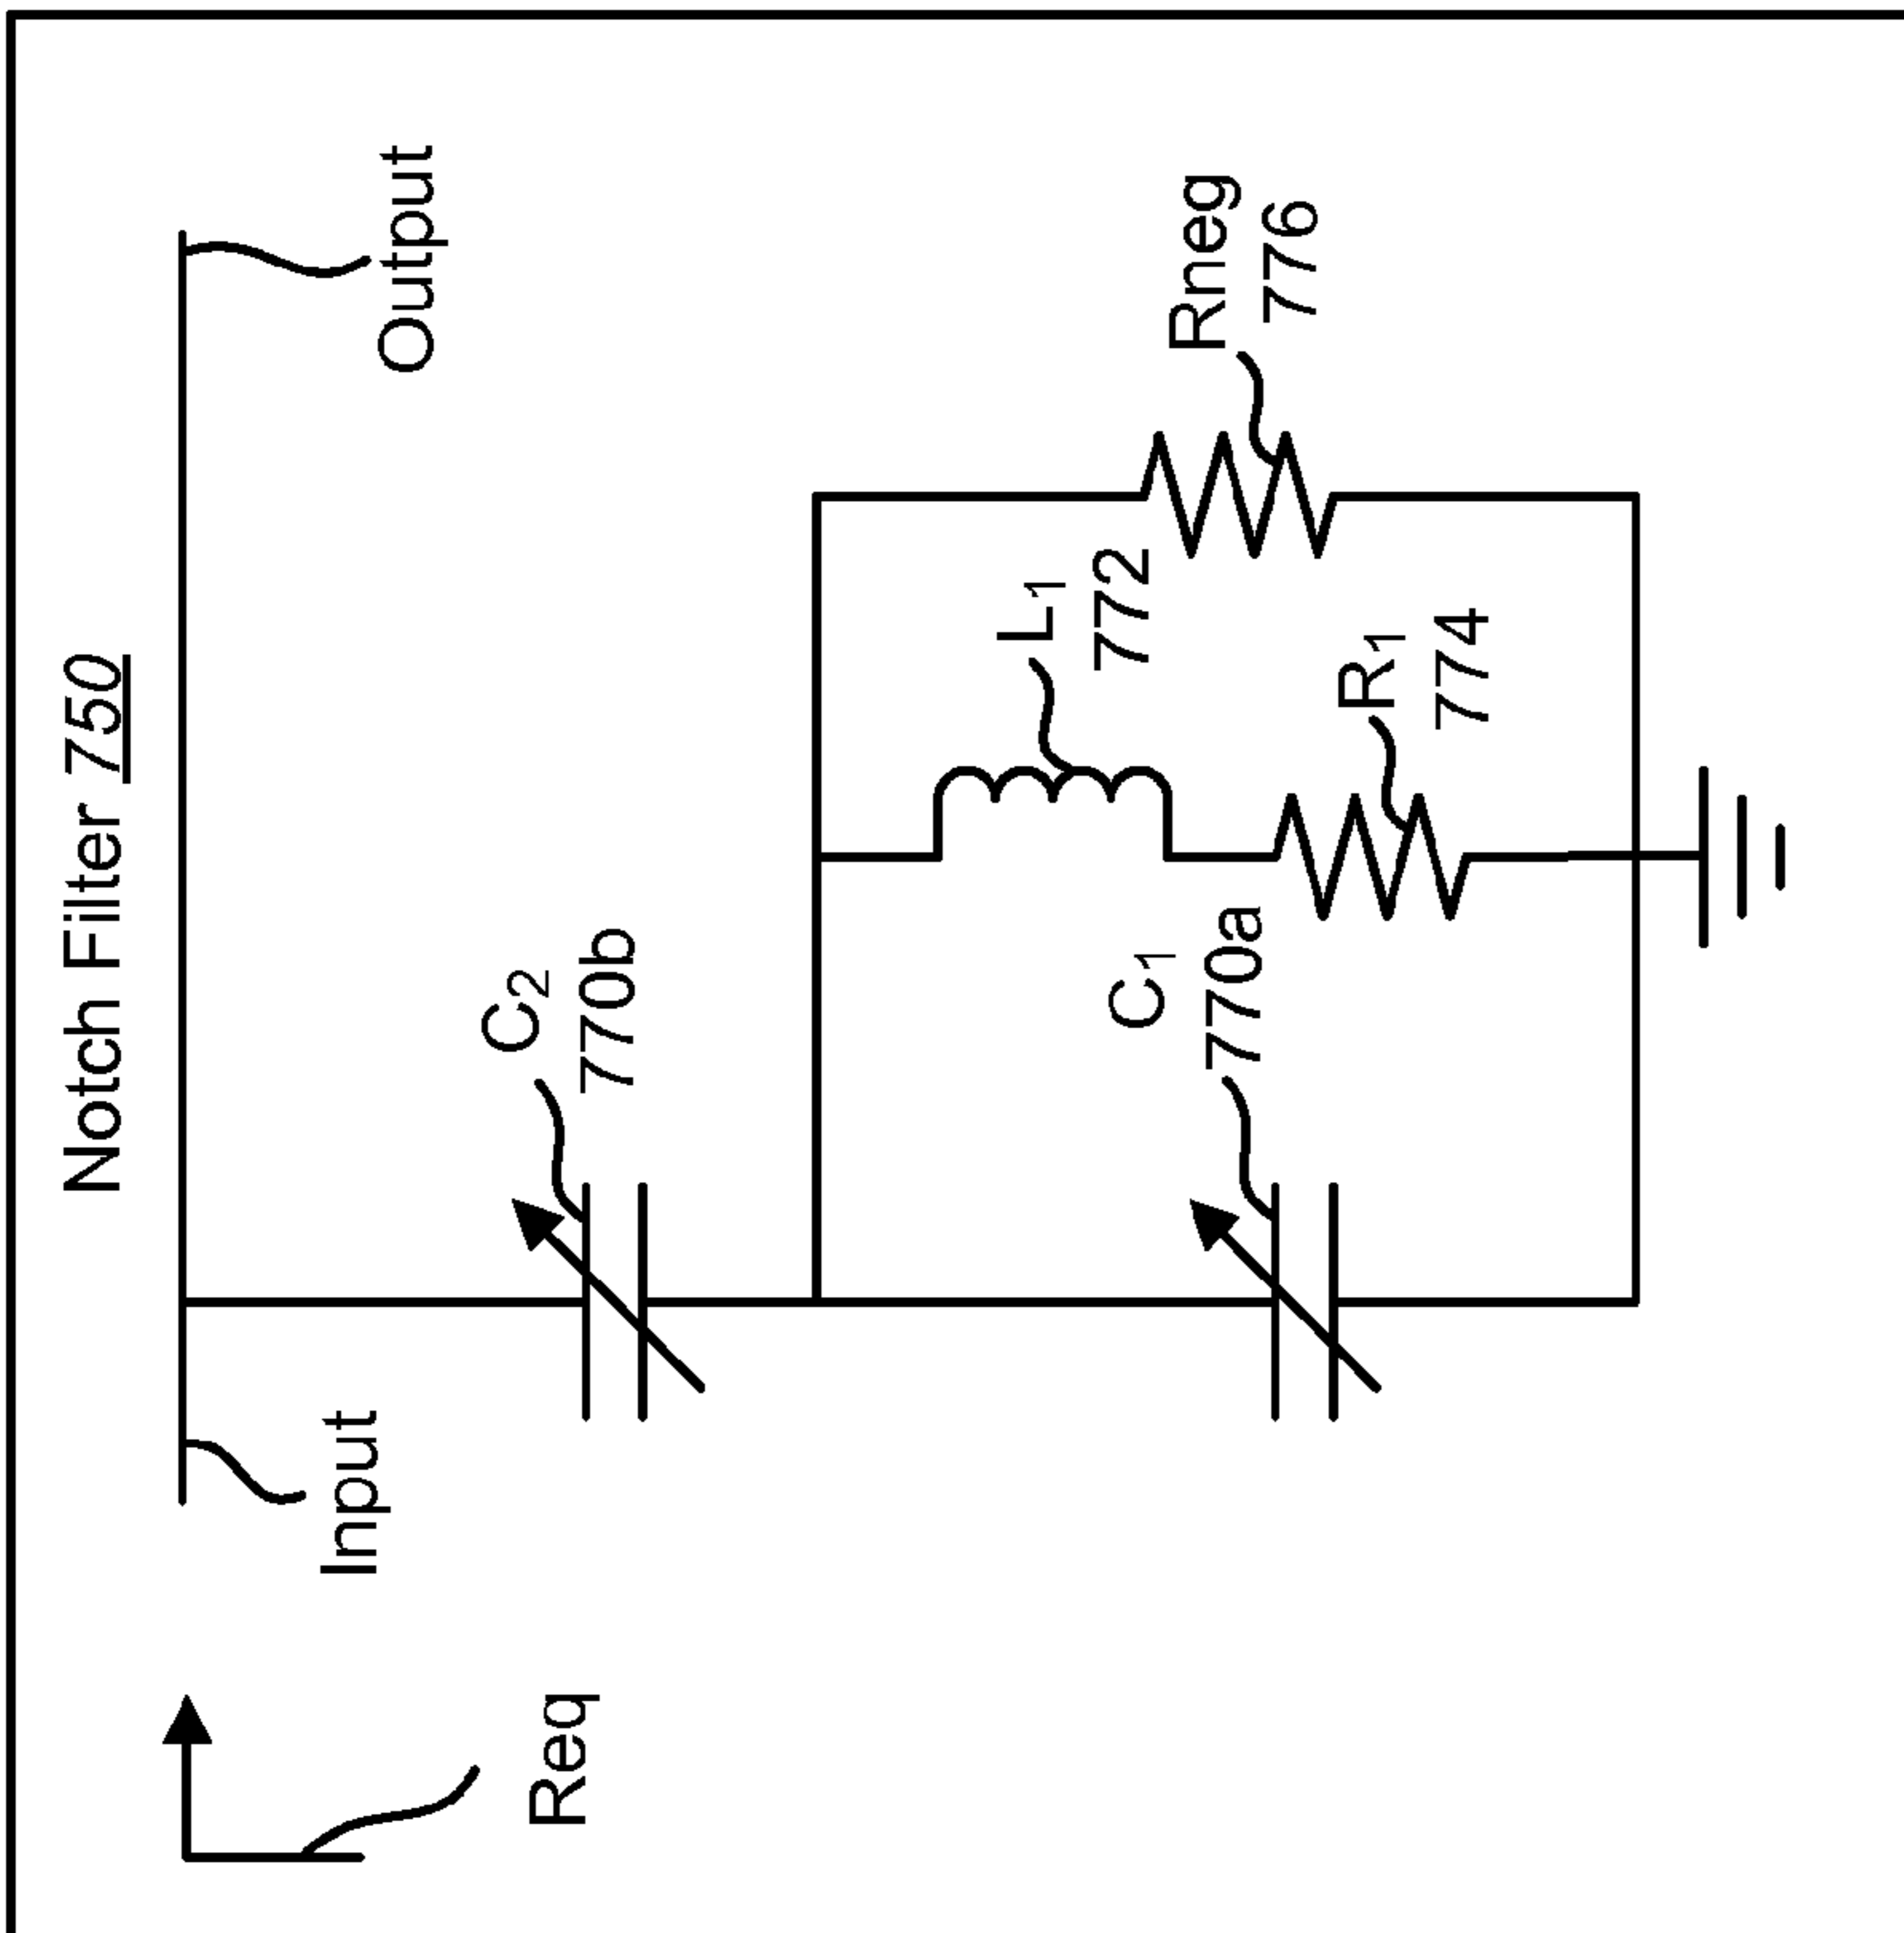 Notch Filter 750
Req
Input
Output
C2
770b
C1
770a
L1
772
R1
774
Rneg
776